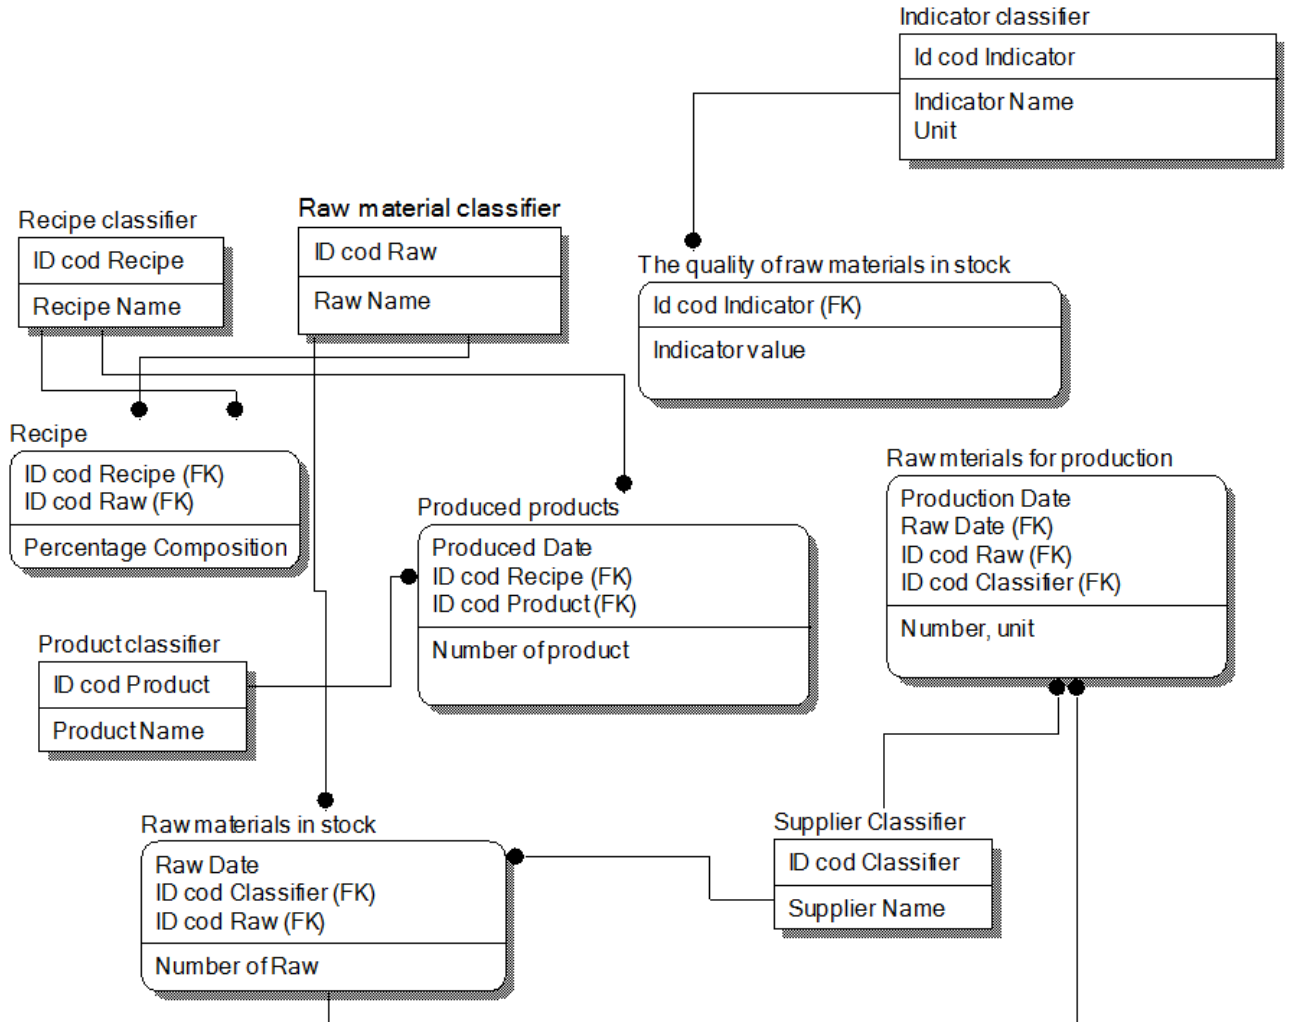 Indicator classifier
Id cod Indicator
Indicator Name
Unit
Recipe classifier
ID cod Recipe
Recipe Name
Raw material classifier
ID cod Raw
Raw Name
The quality of raw materials in stock
Id cod Indicator (FK)
Indicator value
Recipe
ID cod Recipe (FK)
ID cod Raw (FK)
Percentage Composition
Produced products
Produced Date
ID cod Recipe (FK)
ID cod Product (FK)
Number of product
Raw mterials for production
Production Date
Raw Date (FK)
ID cod Raw (FK)
ID cod Classifier (FK)
Number, unit
Product classifier
ID cod Product
Product Name
Raw materials in stock
Raw Date
ID cod Classifier (FK)
ID cod Raw (FK)
Number of Raw
Supplier Classifier
ID cod Classifier
Supplier Name